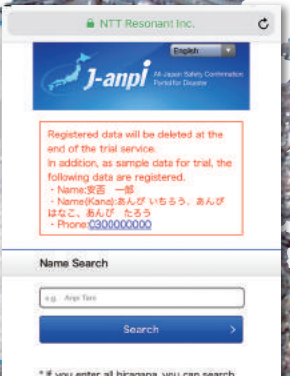 NTT Resonant Inc.
English
J-anpi All Japan Safety Confirmation
Portal for Disaster
Registered data will be deleted at the
end of the trial service.
In addition, as sample data for trial, the
following data are registered.
・Name:安否 一郎
・Name(Kana):あんぴ いちろう、あんぴ
はなこ、あんぴ たろう
・Phone:0300000000
Name Search
e.g. Anpi Taro
Search
* If you enter all hiragana, you can search